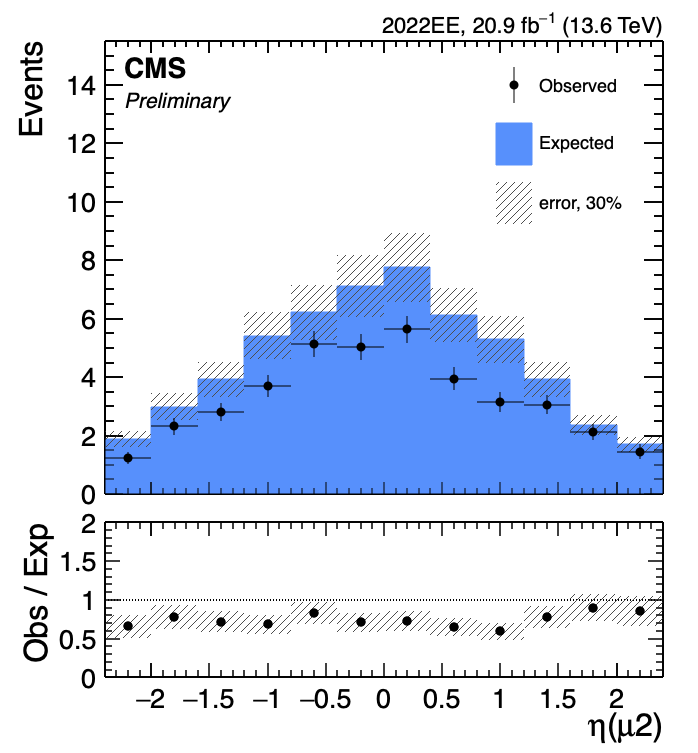 2022EE, 20.9 fb⁻¹ (13.6 TeV)
CMS
Preliminary
Events
14
12
10
8
6
4
2
0
Observed
Expected
error, 30%
Obs / Exp
2
1.5
1
0.5
0
−2 −1.5 −1 −0.5 0 0.5 1 1.5 2
η(μ2)